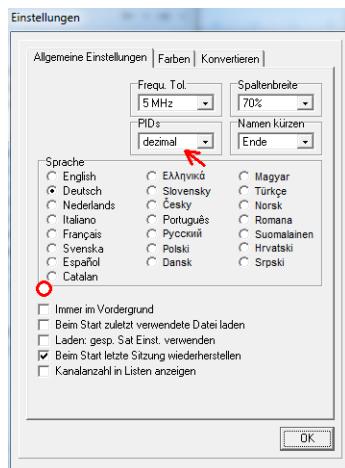 Einstellungen
Allgemeine Einstellungen Farben Konvertieren
Frequ. Tol. Spaltenbreite
5 MHz 70%
PIDs Namen kürzen
dezimal Ende
Sprache
English Ελληνικά Magyar
Deutsch Slovensky Türkçe
Nederlands Česky Norsk
Italiano Português Romana
Français Русский Suomalainen
Svenska Polski Hrvatski
Español Dansk Srpski
Catalan
Immer im Vordergrund
Beim Start zuletzt verwendete Datei laden
Laden: gesp. Sat Einst. verwenden
Beim Start letzte Sitzung wiederherstellen
Kanalanzahl in Listen anzeigen
OK